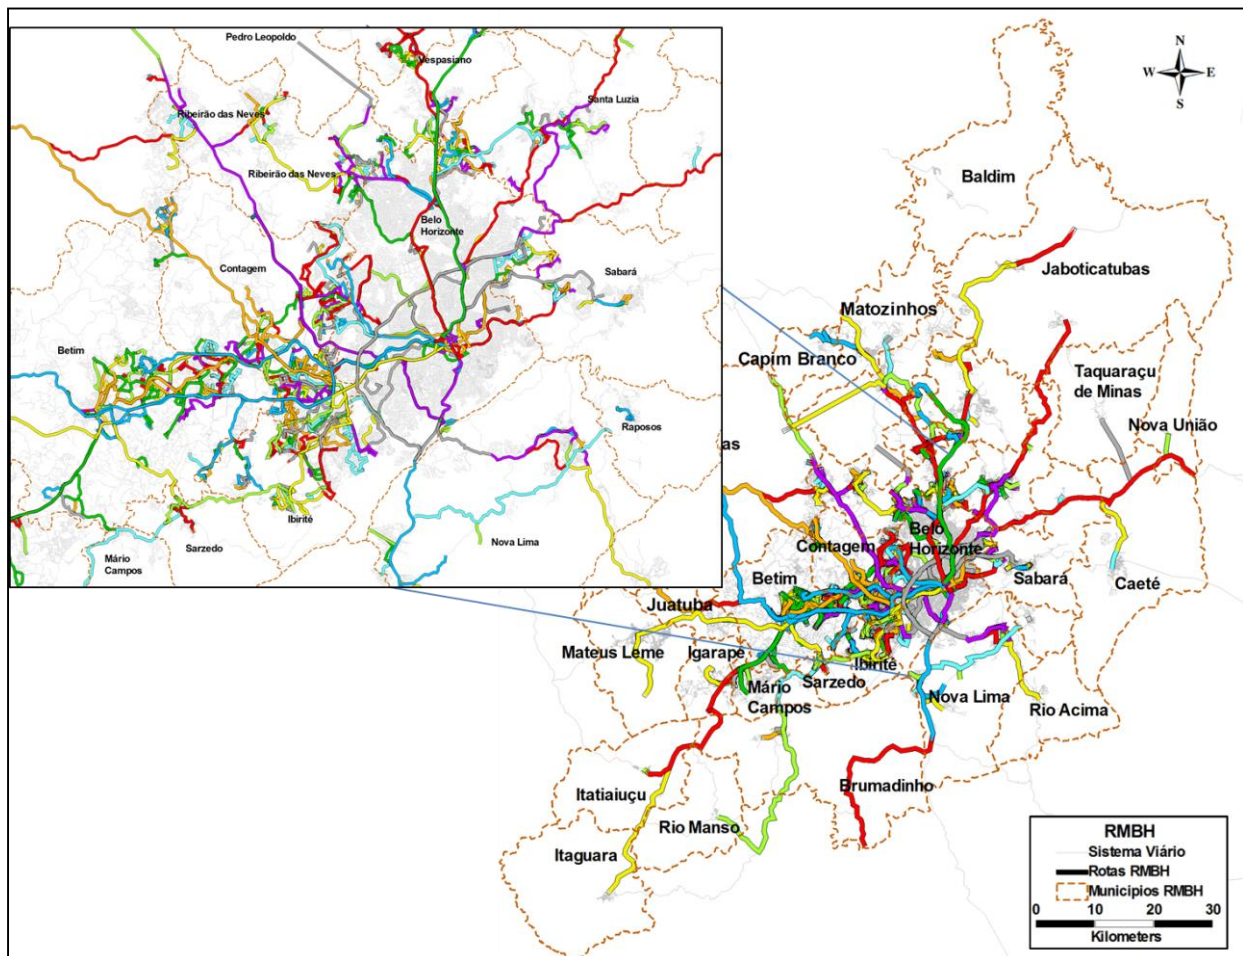 Pedro Leopoldo
Vespasiano
Santa Luzia
Ribeirão das Neves
Ribeirão das Neves
Belo
Horizonte
Contagem
Sabará
Betim
Raposos
Ibirité
Nova Lima
Sarzedo
Mário
Campos
N
W
E
S
Baldim
Jaboticatubas
Matozinhos
Capim Branco
Taquaraçu
de Minas
Nova União
as
Belo
Horizonte
Contagem
Sabará
Caeté
Betim
Juatuba
Mateus Leme
Igarapé
Ibirité
Sarzedo
Mário
Campos
Nova Lima
Rio Acima
Brumadinho
Itatiaiuçu
Rio Manso
Itaguara
RMBH
Sistema Viário
Rotas RMBH
Municipios RMBH
0 10 20 30
Kilometers